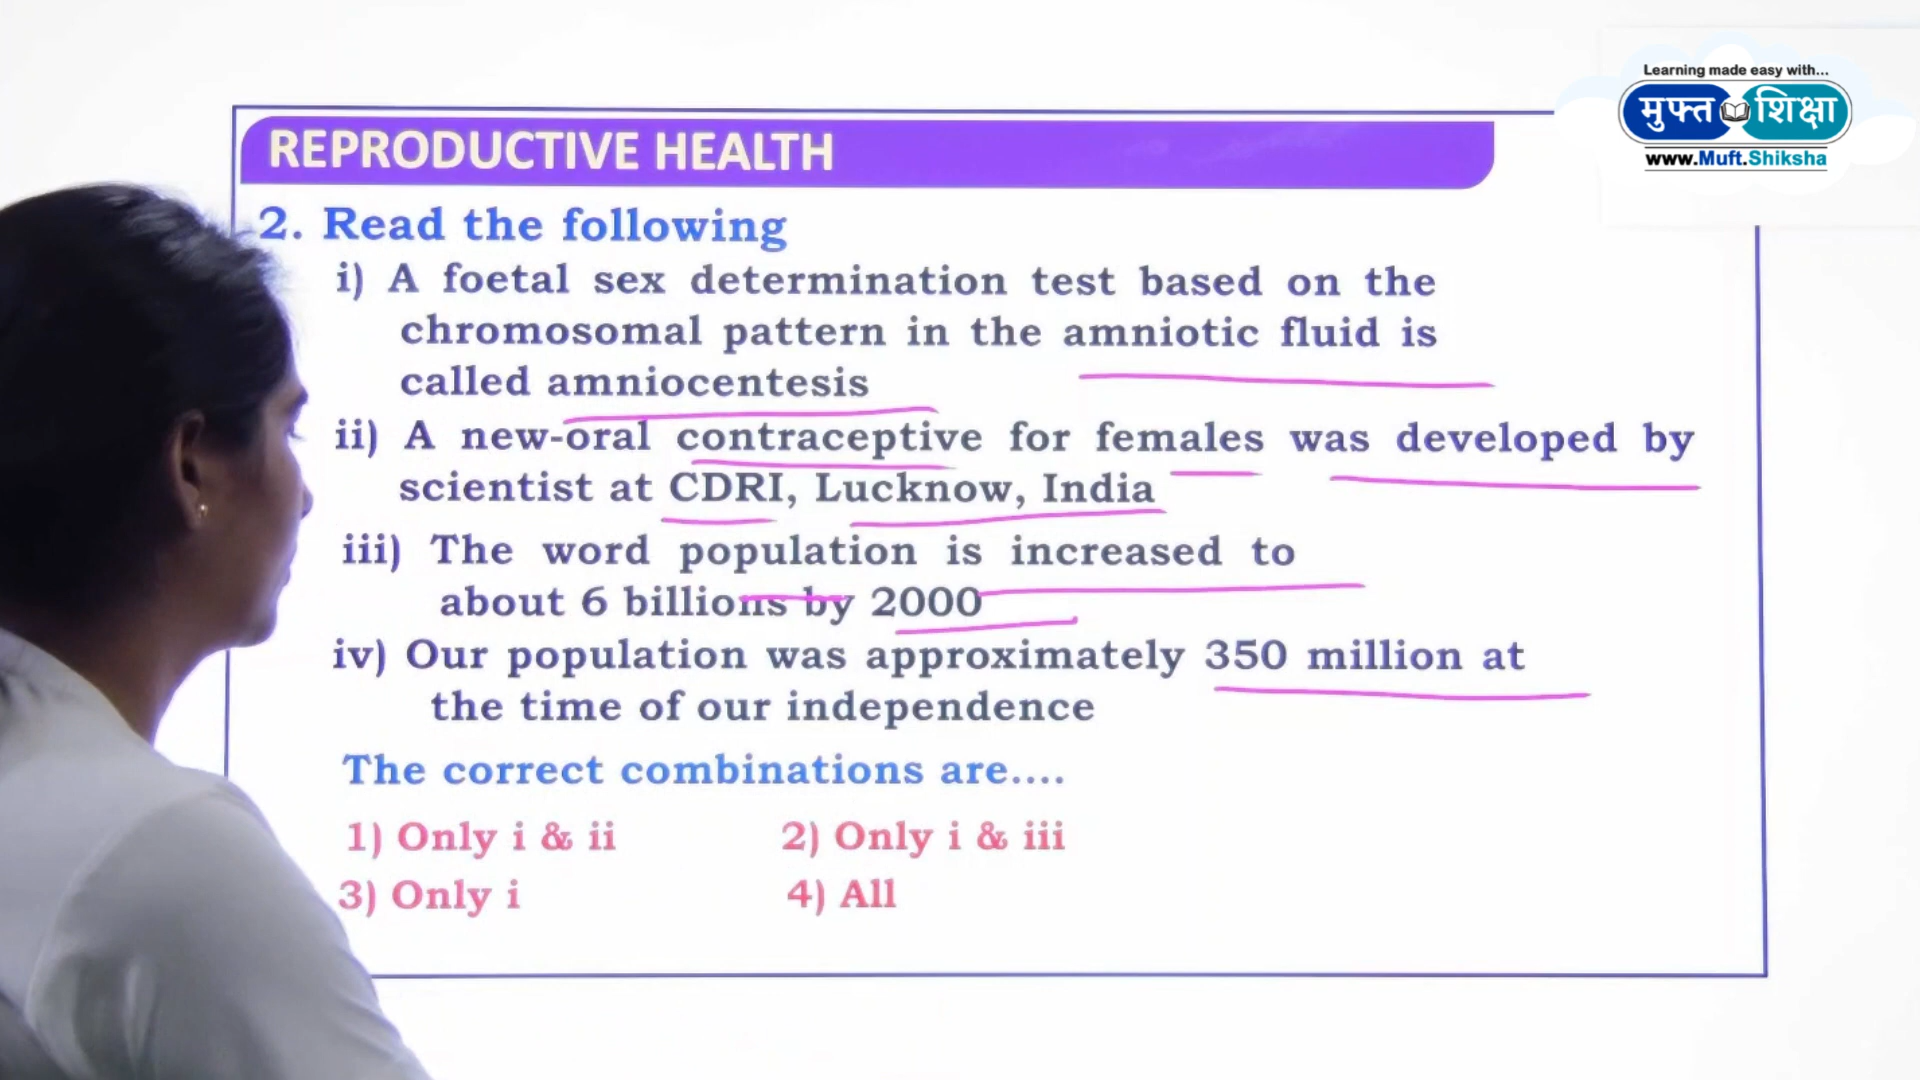 Learning made easy with...
मुफ्त शिक्षा
www.Muft.Shiksha
REPRODUCTIVE HEALTH
2. Read the following
i) A foetal sex determination test based on the
chromosomal pattern in the amniotic fluid is
called amniocentesis
ii) A new-oral contraceptive for females was developed by
scientist at CDRI, Lucknow, India
iii) The word population is increased to
about 6 billions by 2000
iv) Our population was approximately 350 million at
the time of our independence
The correct combinations are....
1) Only i & ii 2) Only i & iii
3) Only i 4) All